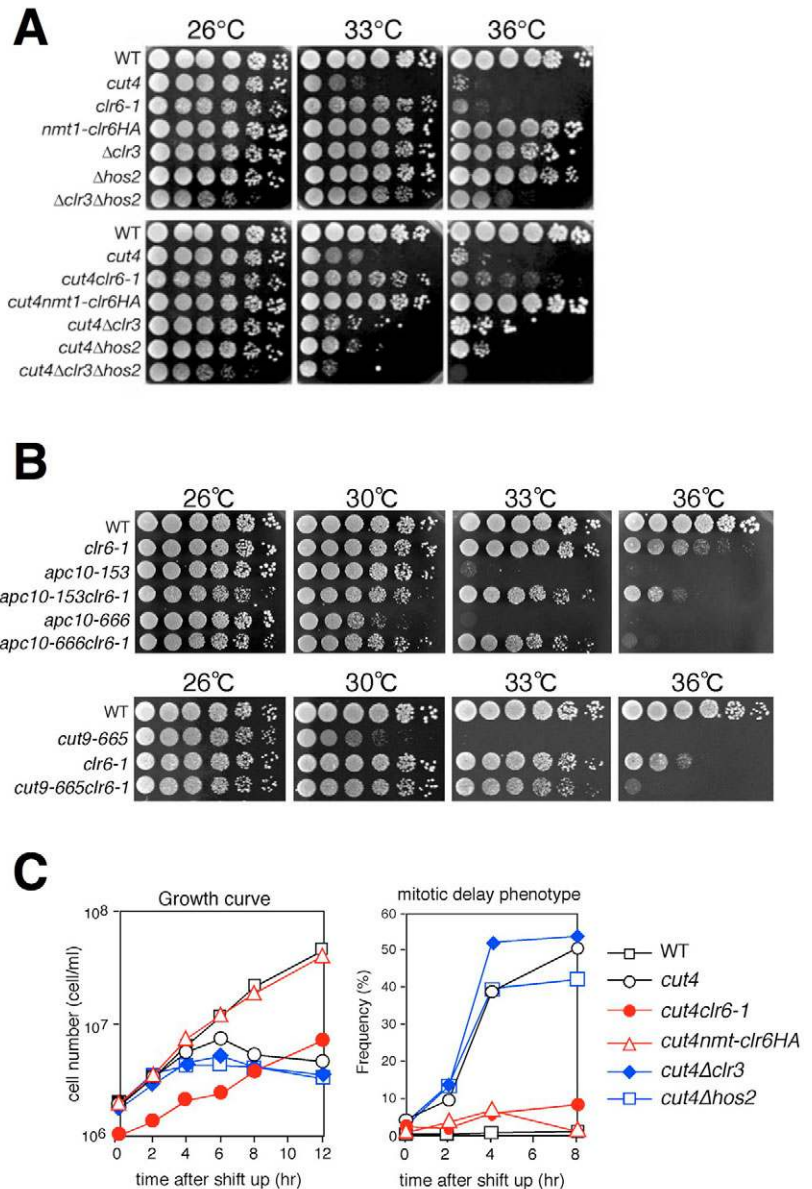 A
26°C 33°C 36°C
WT
cut4
clr6-1
nmt1-clr6HA
Δclr3
Δhos2
Δclr3Δhos2
WT
cut4
cut4clr6-1
cut4nmt1-clr6HA
cut4Δclr3
cut4Δhos2
cut4Δclr3Δhos2
B
26°C 30°C 33°C 36°C
WT
clr6-1
apc10-153
apc10-153clr6-1
apc10-666
apc10-666clr6-1
26°C 30°C 33°C 36°C
WT
cut9-665
clr6-1
cut9-665clr6-1
C
Growth curve
cell number (cell/ml)
10⁸
10⁷
10⁶
0 2 4 6 8 12
time after shift up (hr)
mitotic delay phenotype
Frequency (%)
60
50
40
30
20
10
0
0 2 4 8
time after shift up (hr)
WT
cut4
cut4clr6-1
cut4nmt-clr6HA
cut4Δclr3
cut4Δhos2